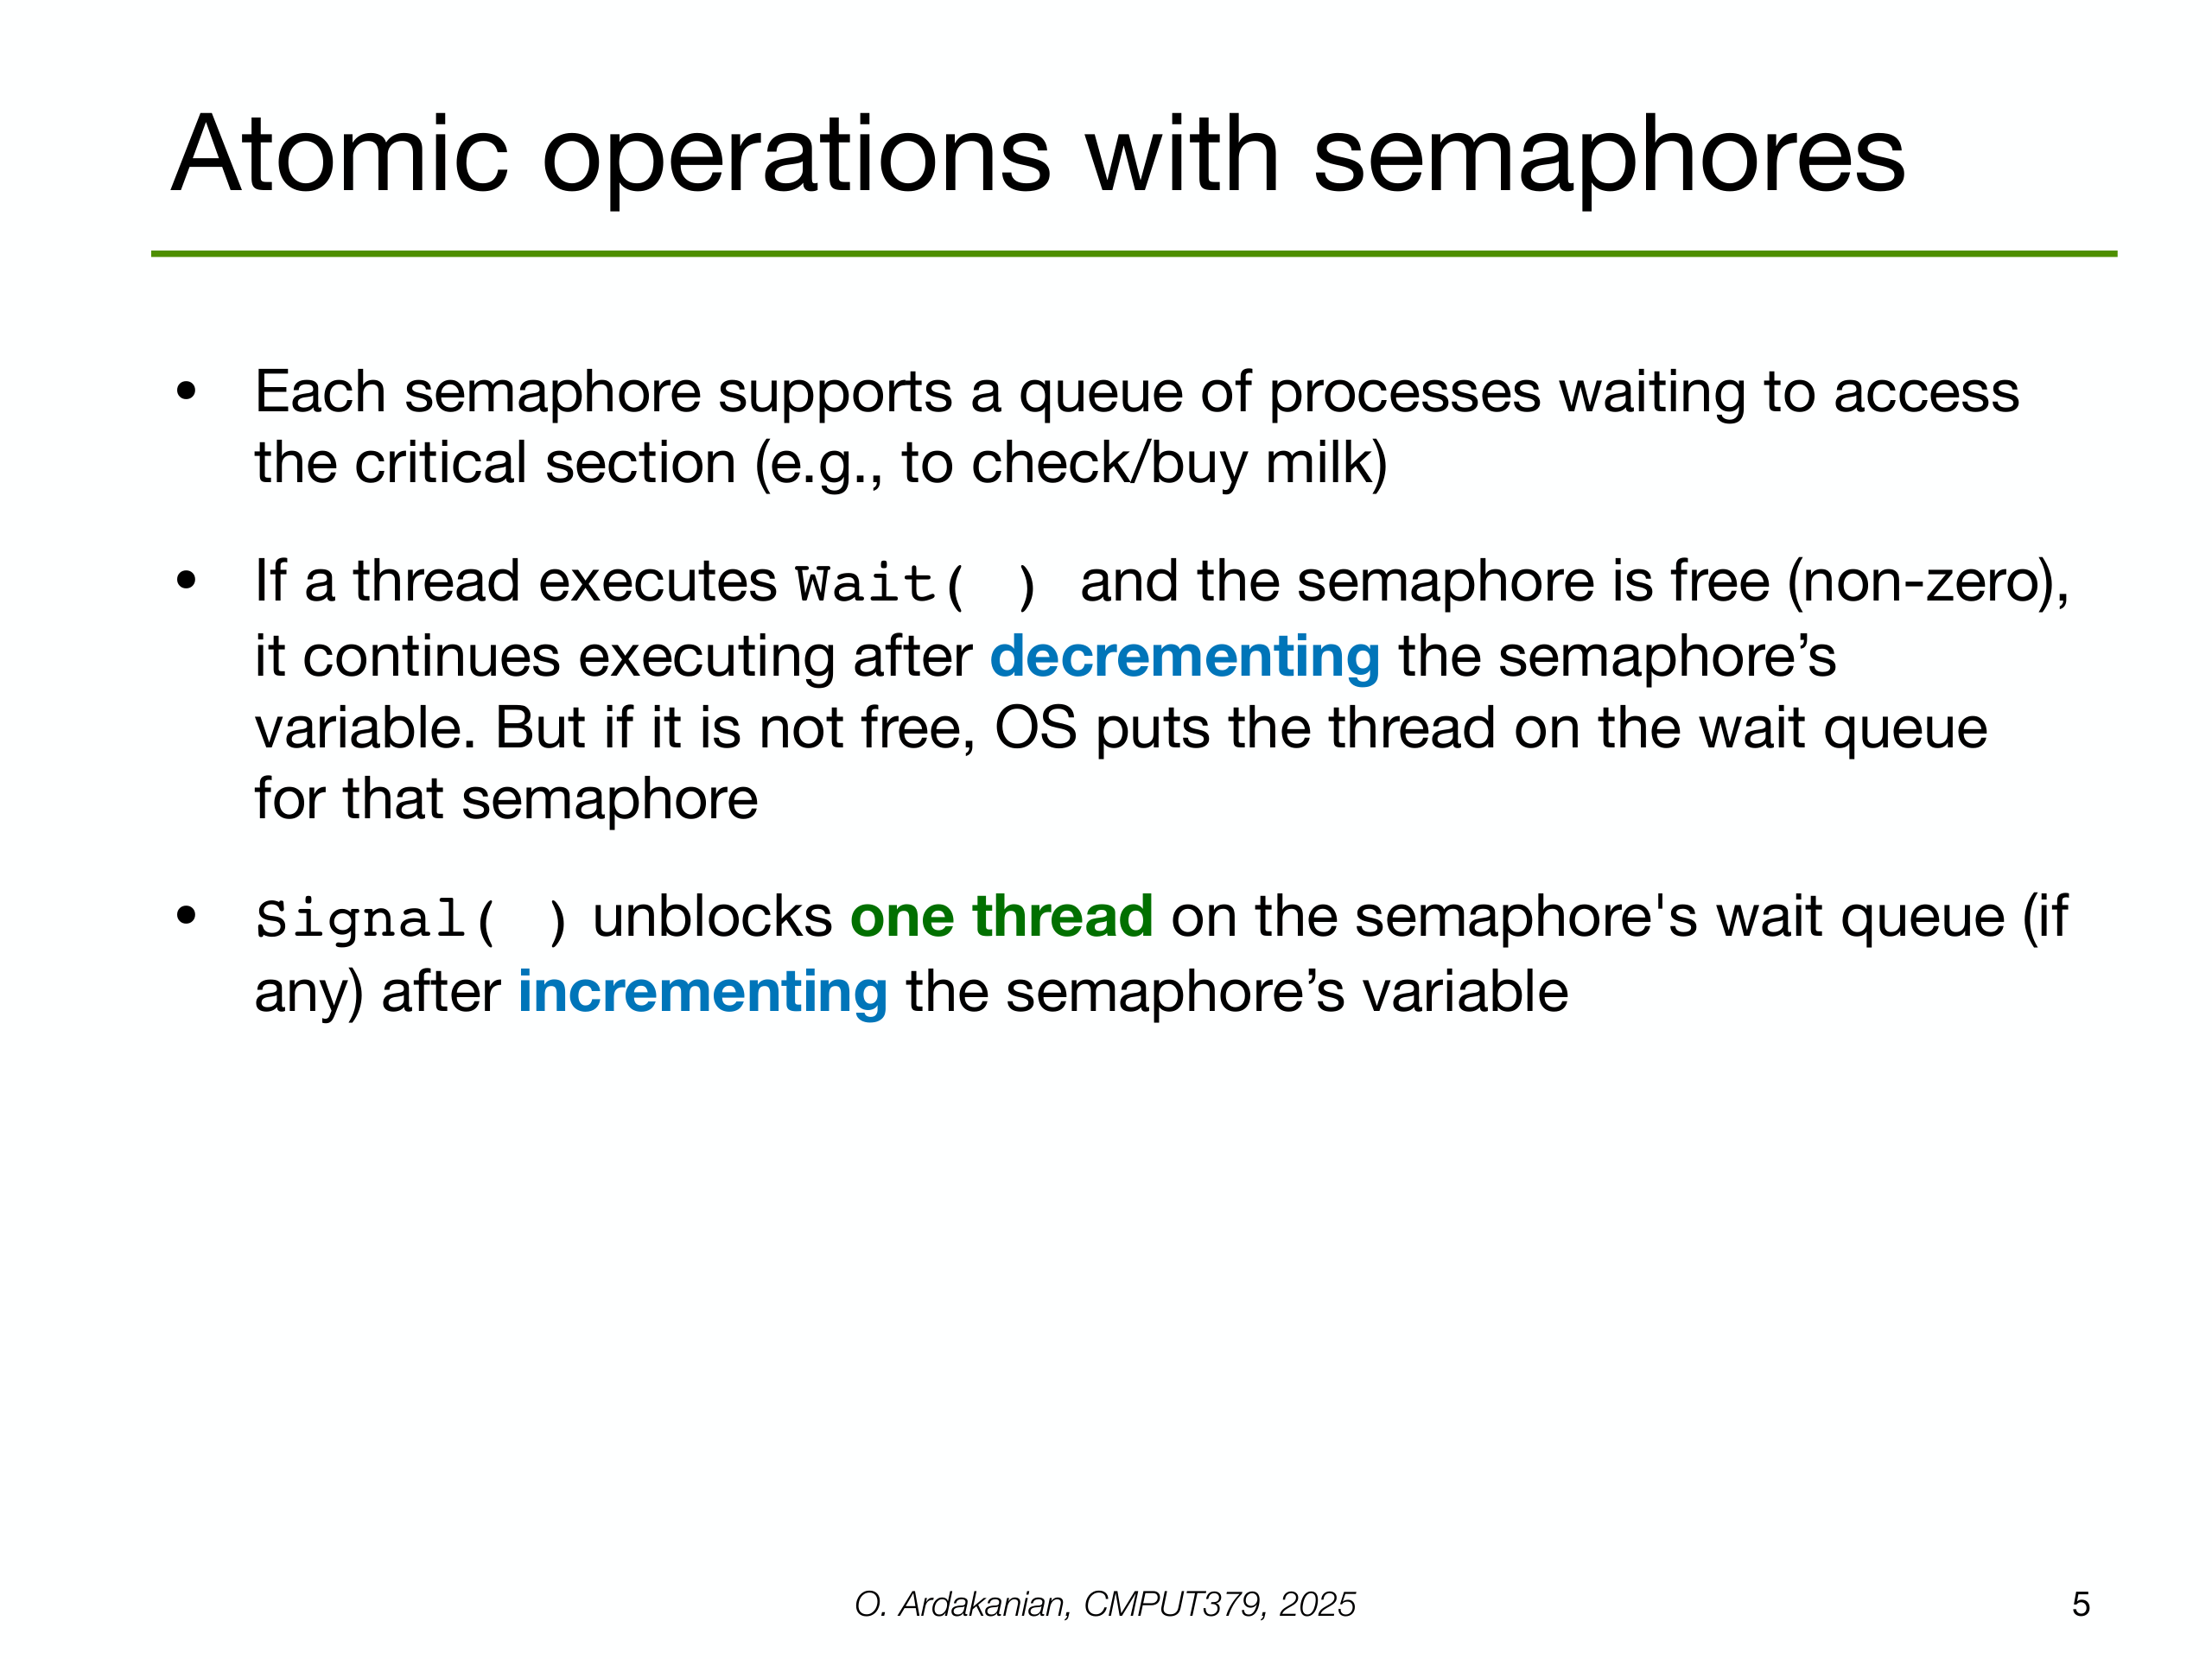 Atomic operations with semaphores
• Each semaphore supports a queue of processes waiting to access
the critical section (e.g., to check/buy milk)
• If a thread executes Wait( ) and the semaphore is free (non-zero),
it continues executing after decrementing the semaphore’s
variable. But if it is not free, OS puts the thread on the wait queue
for that semaphore
• Signal( ) unblocks one thread on the semaphore's wait queue (if
any) after incrementing the semaphore’s variable
O. Ardakanian, CMPUT379, 2025
5